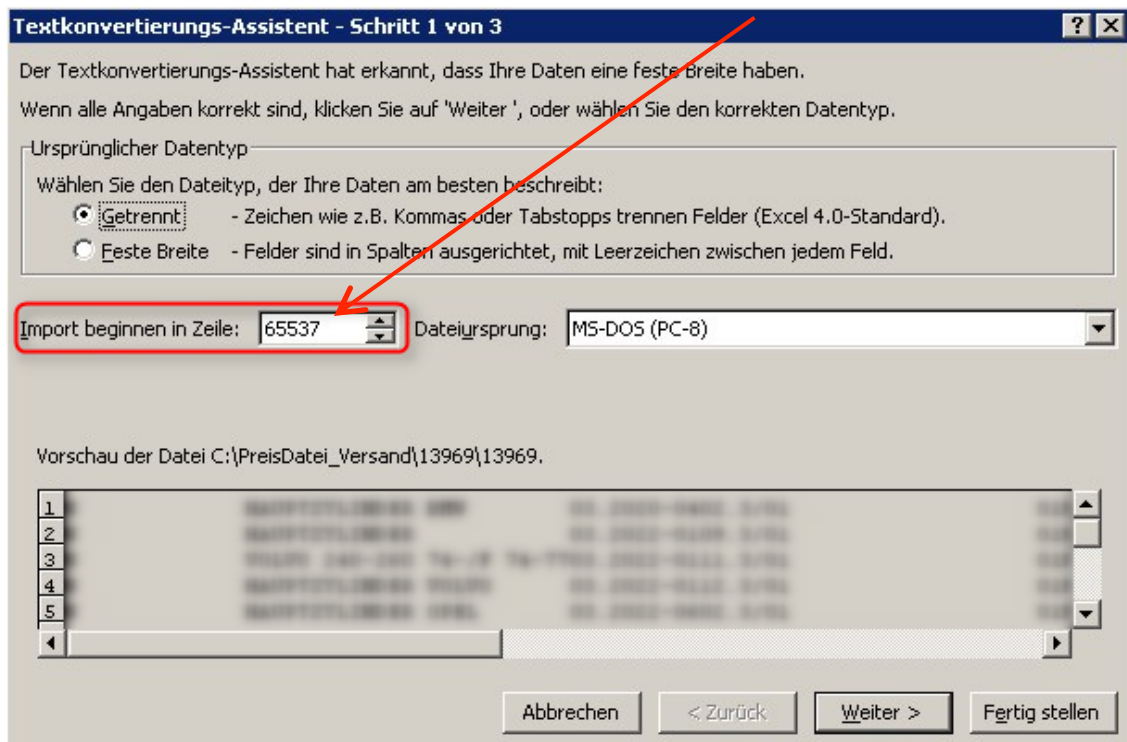 Textkonvertierungs-Assistent - Schritt 1 von 3
Der Textkonvertierungs-Assistent hat erkannt, dass Ihre Daten eine feste Breite haben.
Wenn alle Angaben korrekt sind, klicken Sie auf 'Weiter ', oder wählen Sie den korrekten Datentyp.
Ursprünglicher Datentyp
Wählen Sie den Dateityp, der Ihre Daten am besten beschreibt:
Getrennt - Zeichen wie z.B. Kommas oder Tabstopps trennen Felder (Excel 4.0-Standard).
Feste Breite - Felder sind in Spalten ausgerichtet, mit Leerzeichen zwischen jedem Feld.
Import beginnen in Zeile: 65537 Dateiursprung: MS-DOS (PC-8)
Vorschau der Datei C:\PreisDatei_Versand\13969\13969.
1
2
3
4
5
Abbrechen < Zurück Weiter > Fertig stellen